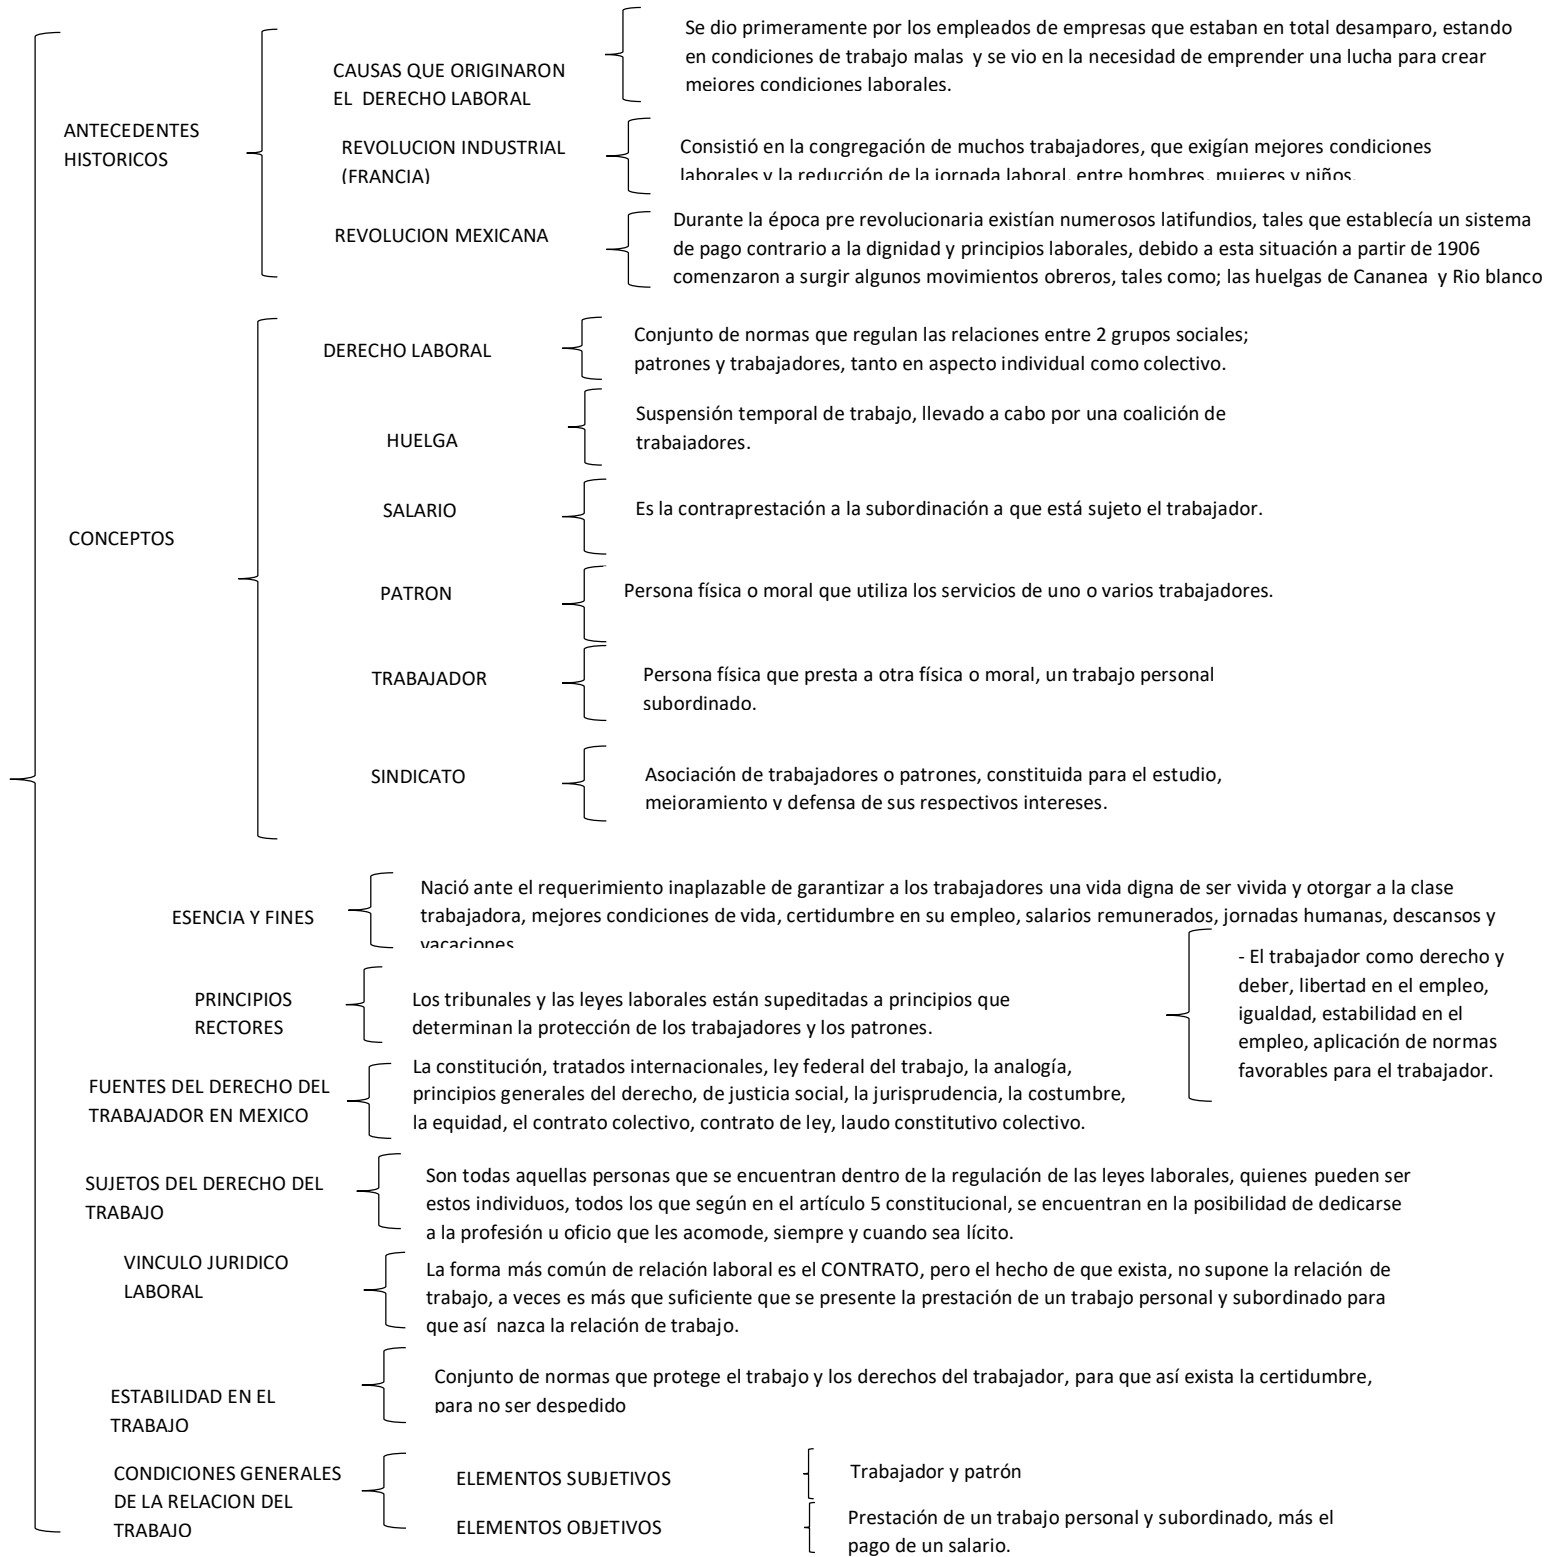 CAUSAS QUE ORIGINARON
EL DERECHO LABORAL
Se dio primeramente por los empleados de empresas que estaban en total desamparo, estando
en condiciones de trabajo malas y se vio en la necesidad de emprender una lucha para crear
mejores condiciones laborales.
ANTECEDENTES
HISTORICOS
REVOLUCION INDUSTRIAL
(FRANCIA)
Consistió en la congregación de muchos trabajadores, que exigían mejores condiciones
laborales y la reducción de la jornada laboral, entre hombres, mujeres y niños.
REVOLUCION MEXICANA
Durante la época pre revolucionaria existían numerosos latifundios, tales que establecía un sistema
de pago contrario a la dignidad y principios laborales, debido a esta situación a partir de 1906
comenzaron a surgir algunos movimientos obreros, tales como; las huelgas de Cananea y Rio blanco
CONCEPTOS
DERECHO LABORAL
Conjunto de normas que regulan las relaciones entre 2 grupos sociales;
patrones y trabajadores, tanto en aspecto individual como colectivo.
HUELGA
Suspensión temporal de trabajo, llevado a cabo por una coalición de
trabajadores.
SALARIO
Es la contraprestación a la subordinación a que está sujeto el trabajador.
PATRON
Persona física o moral que utiliza los servicios de uno o varios trabajadores.
TRABAJADOR
Persona física que presta a otra física o moral, un trabajo personal
subordinado.
SINDICATO
Asociación de trabajadores o patrones, constituida para el estudio,
mejoramiento y defensa de sus respectivos intereses.
ESENCIA Y FINES
Nació ante el requerimiento inaplazable de garantizar a los trabajadores una vida digna de ser vivida y otorgar a la clase
trabajadora, mejores condiciones de vida, certidumbre en su empleo, salarios remunerados, jornadas humanas, descansos y
vacaciones
PRINCIPIOS
RECTORES
Los tribunales y las leyes laborales están supeditadas a principios que
determinan la protección de los trabajadores y los patrones.
- El trabajador como derecho y
deber, libertad en el empleo,
igualdad, estabilidad en el
empleo, aplicación de normas
favorables para el trabajador.
FUENTES DEL DERECHO DEL
TRABAJADOR EN MEXICO
La constitución, tratados internacionales, ley federal del trabajo, la analogía,
principios generales del derecho, de justicia social, la jurisprudencia, la costumbre,
la equidad, el contrato colectivo, contrato de ley, laudo constitutivo colectivo.
SUJETOS DEL DERECHO DEL
TRABAJO
Son todas aquellas personas que se encuentran dentro de la regulación de las leyes laborales, quienes pueden ser
estos individuos, todos los que según en el artículo 5 constitucional, se encuentran en la posibilidad de dedicarse
a la profesión u oficio que les acomode, siempre y cuando sea lícito.
VINCULO JURIDICO
LABORAL
La forma más común de relación laboral es el CONTRATO, pero el hecho de que exista, no supone la relación de
trabajo, a veces es más que suficiente que se presente la prestación de un trabajo personal y subordinado para
que así nazca la relación de trabajo.
ESTABILIDAD EN EL
TRABAJO
Conjunto de normas que protege el trabajo y los derechos del trabajador, para que así exista la certidumbre,
para no ser despedido
CONDICIONES GENERALES
DE LA RELACION DEL
TRABAJO
ELEMENTOS SUBJETIVOS
Trabajador y patrón
ELEMENTOS OBJETIVOS
Prestación de un trabajo personal y subordinado, más el
pago de un salario.